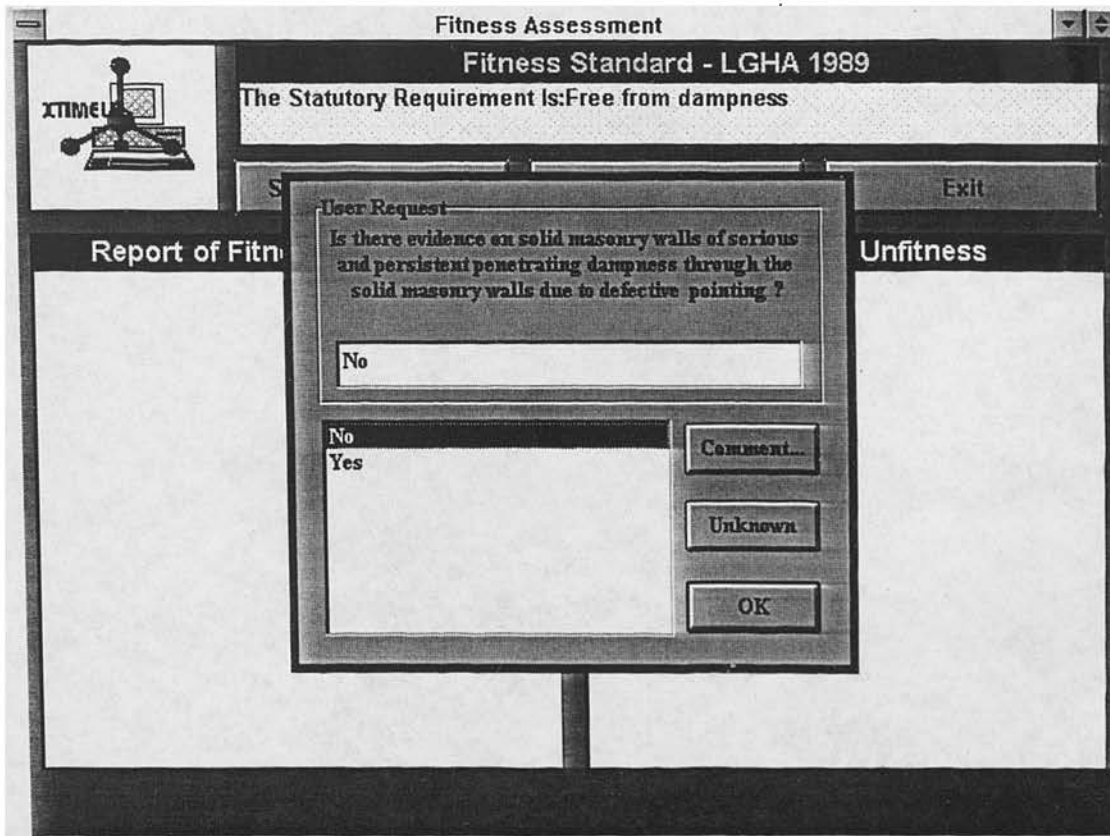 Fitness Assessment
Fitness Standard - LGHA 1989
The Statutory Requirement Is:Free from dampness
Exit
User Request
Is there evidence on solid masonry walls of serious
and persistent penetrating dampness through the
solid masonry walls due to defective pointing ?
No
No
Yes
Comment...
Unknown
OK
Report of
Unfitness